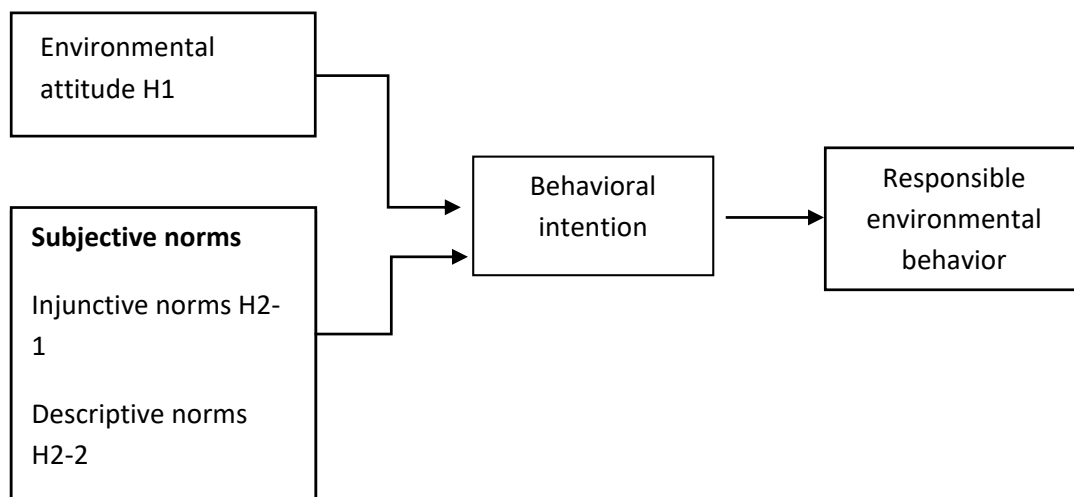 Environmental
attitude H1
Subjective norms
Injunctive norms H2-
1
Descriptive norms
H2-2
Behavioral
intention
Responsible
environmental
behavior